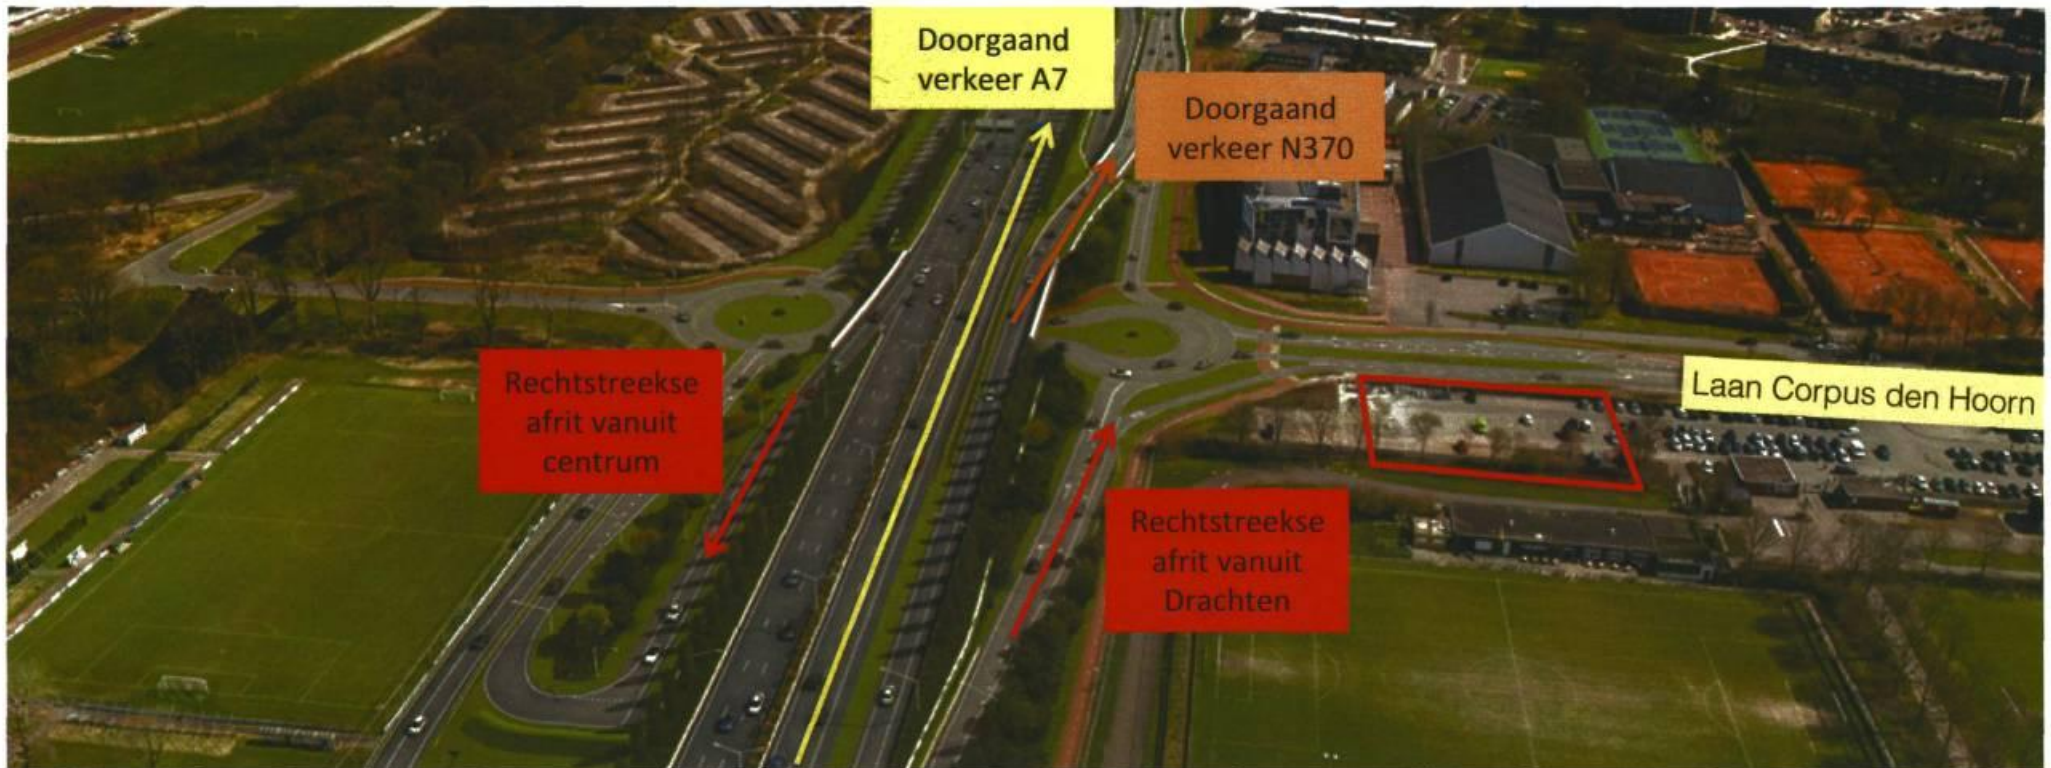 Doorgaand
verkeer A7
Doorgaand
verkeer N370
Rechtstreekse
afrit vanuit
centrum
Laan Corpus den Hoorn
Rechtstreekse
afrit vanuit
Drachten